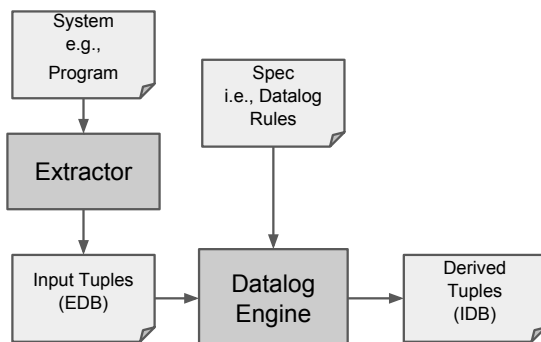 System
e.g.,
Program
Spec
i.e., Datalog
Rules
Extractor
Input Tuples
(EDB)
Datalog
Engine
Derived
Tuples
(IDB)